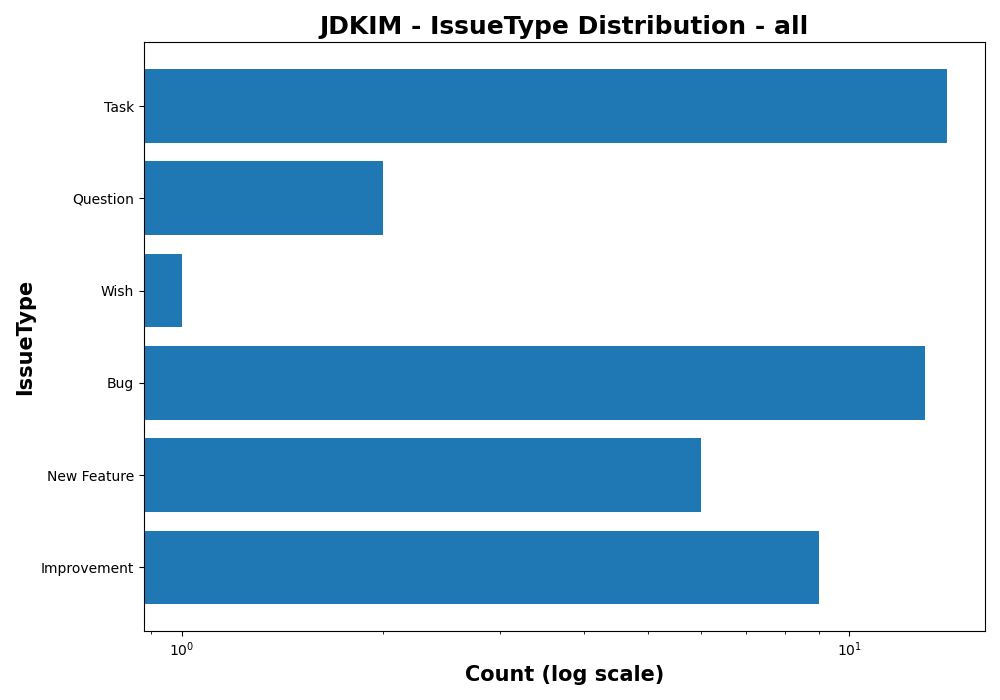 JDKIM - IssueType Distribution - all
IssueType
Task
Question
Wish
Bug
New Feature
Improvement
10⁰
10¹
Count (log scale)